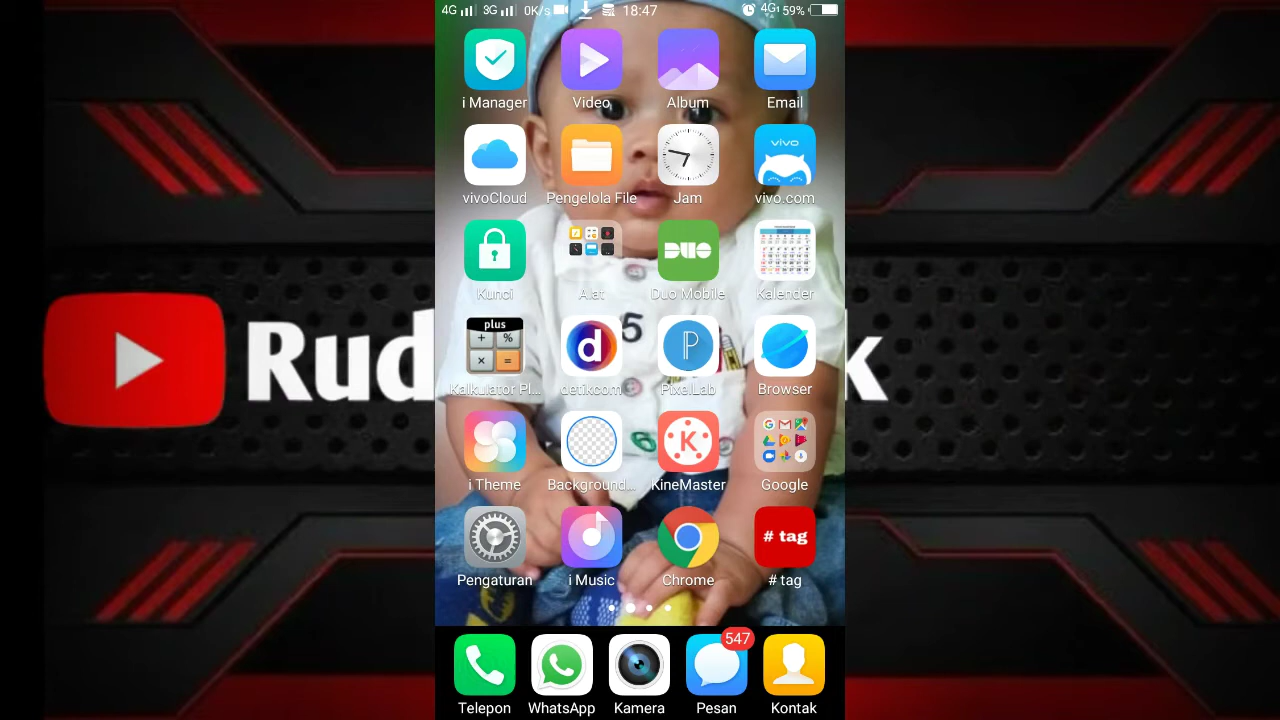 4G 3G 0K/s 18:47 4G 59%
i Manager Video Album Email
vivo
vivoCloud Pengelola File Jam vivo.com
DUO
Kunci Alat Duo Mobile Kalender
plus
+ %
× =
d P
5
Kalkulator Pl... detikcom PixelLab Browser
Rud k
K
i Theme Background... KineMaster Google
# tag
Pengaturan i Music Chrome # tag
547
Telepon WhatsApp Kamera Pesan Kontak